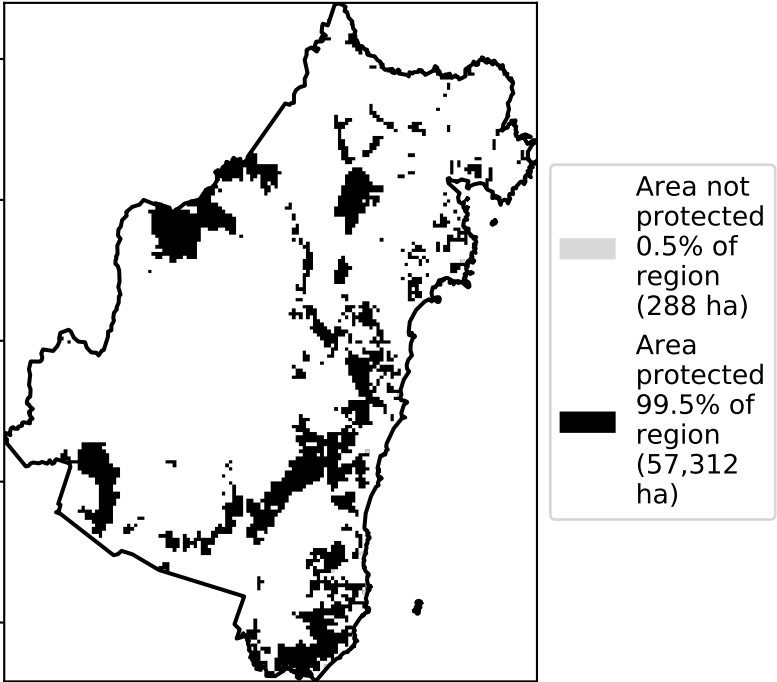 Area not
protected
0.5% of
region
(288 ha)
Area
protected
99.5% of
region
(57,312
ha)